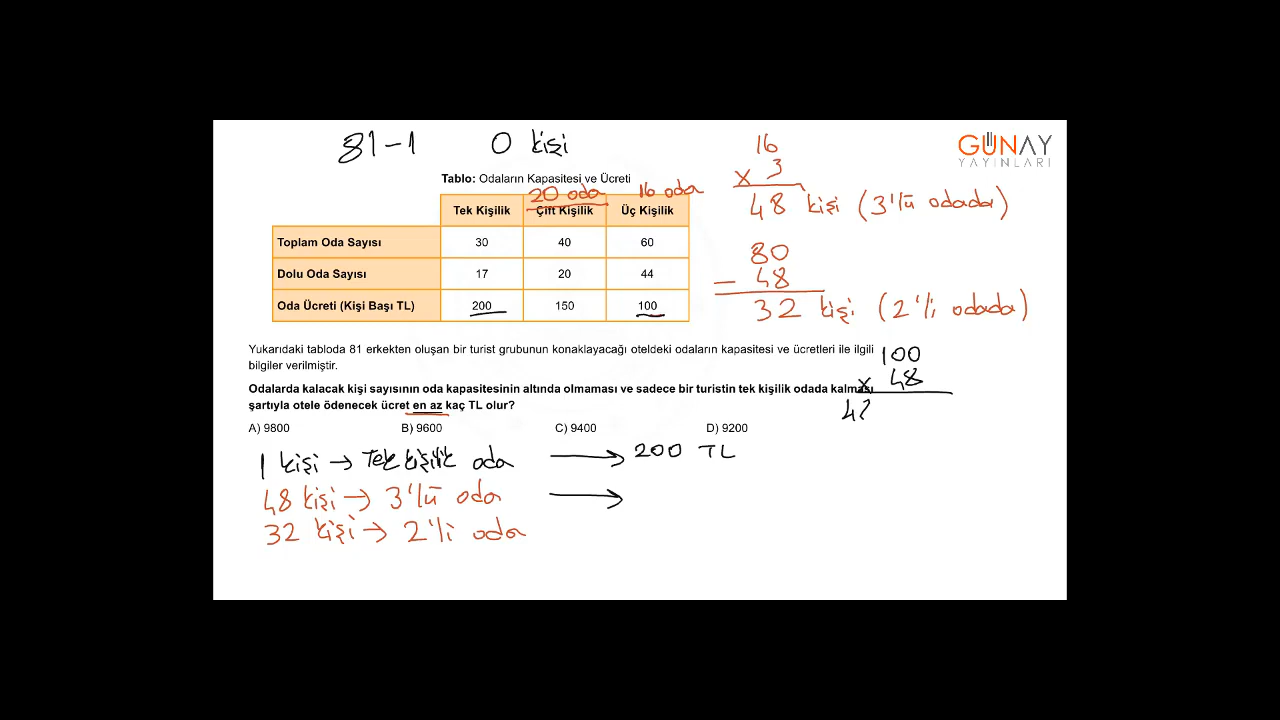 81-1 0 kişi
GÜNAY
YAYINLARI
Tablo: Odaların Kapasitesi ve Ücreti
20 oda 16 oda
Tek Kişilik Çift Kişilik Üç Kişilik
Toplam Oda Sayısı 30 40 60
Dolu Oda Sayısı 17 20 44
Oda Ücreti (Kişi Başı TL) 200 150 100
16
x 3
48 kişi (3'lü odada)
80
- 48
32 kişi (2'li odada)
Yukarıdaki tabloda 81 erkekten oluşan bir turist grubunun konaklayacağı oteldeki odaların kapasitesi ve ücretleri ile ilgili
bilgiler verilmiştir.
Odalarda kalacak kişi sayısının oda kapasitesinin altında olmaması ve sadece bir turistin tek kişilik odada kalması
şartıyla otele ödenecek ücret en az kaç TL olur?
100
x 48
A) 9800 B) 9600 C) 9400 D) 9200
1 kişi → Tek kişilik oda → 200 TL
48 kişi → 3'lü oda →
32 kişi → 2'li oda